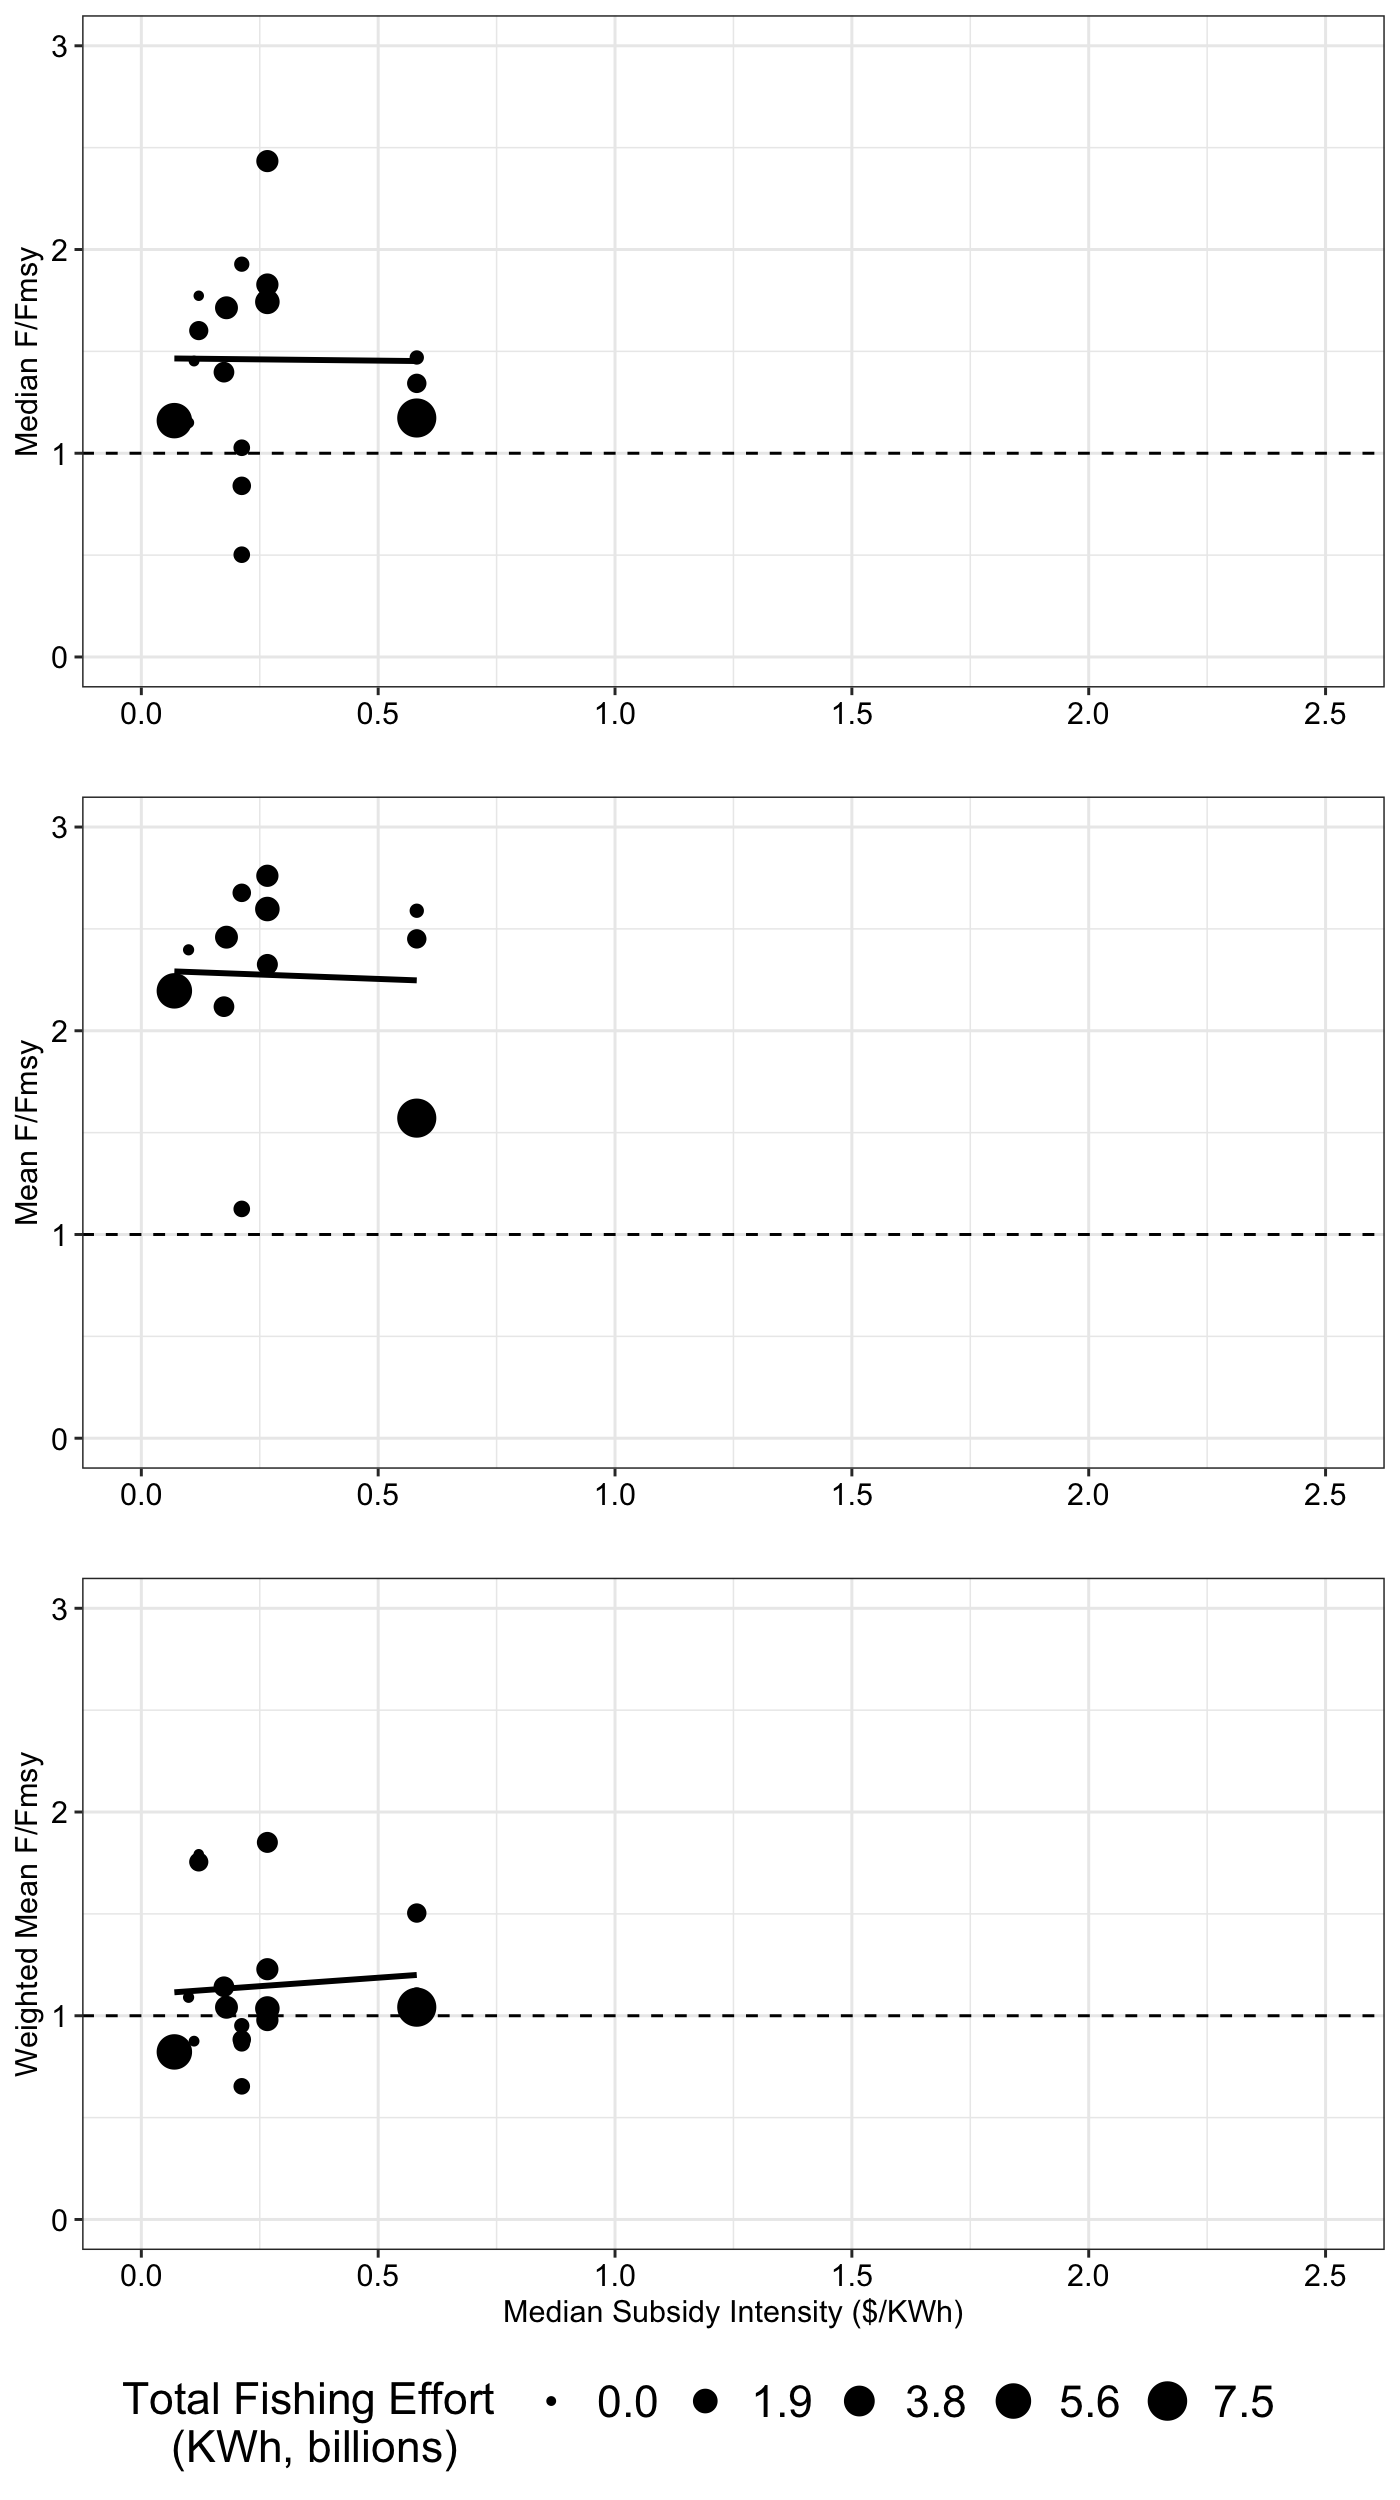 Median F/Fmsy
3
2
1
0
0.0 0.5 1.0 1.5 2.0 2.5
Mean F/Fmsy
3
2
1
0
0.0 0.5 1.0 1.5 2.0 2.5
Weighted Mean F/Fmsy
3
2
1
0
0.0 0.5 1.0 1.5 2.0 2.5
Median Subsidy Intensity ($/KWh)
Total Fishing Effort
(KWh, billions)
0.0 1.9 3.8 5.6 7.5